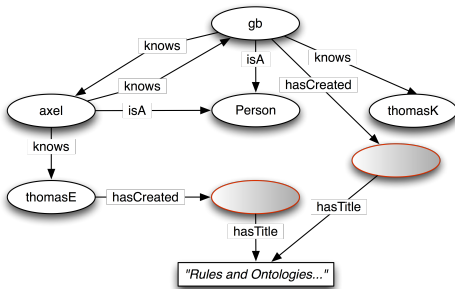 gb
knows
knows
isA
knows
hasCreated
axel
isA
Person
thomasK
knows
thomasE
hasCreated
hasTitle
hasTitle
"Rules and Ontologies..."